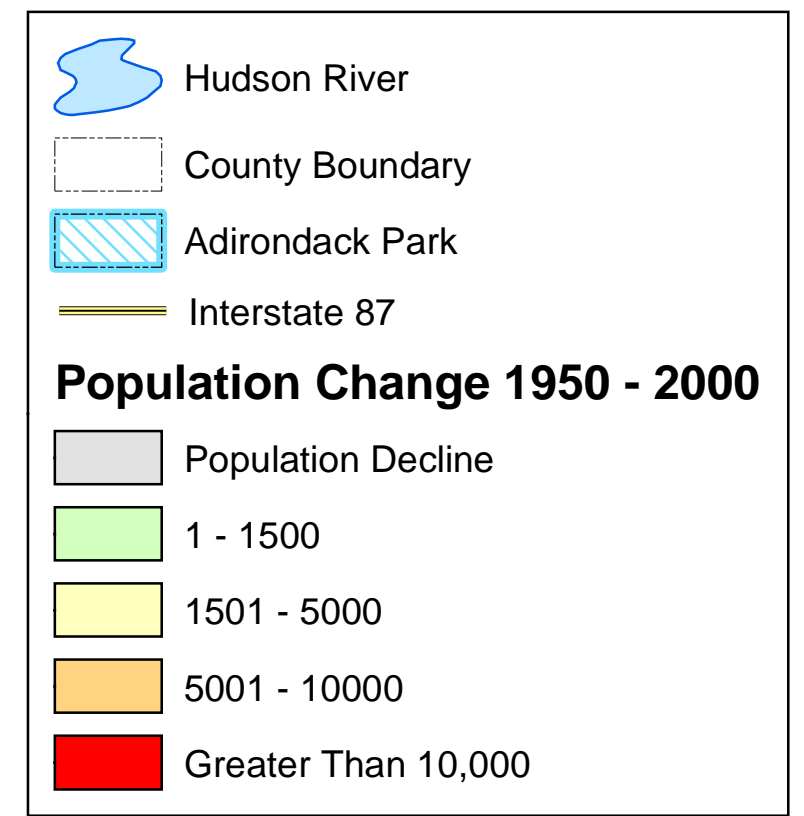 Hudson River
County Boundary
Adirondack Park
Interstate 87
Population Change 1950 - 2000
Population Decline
1 - 1500
1501 - 5000
5001 - 10000
Greater Than 10,000